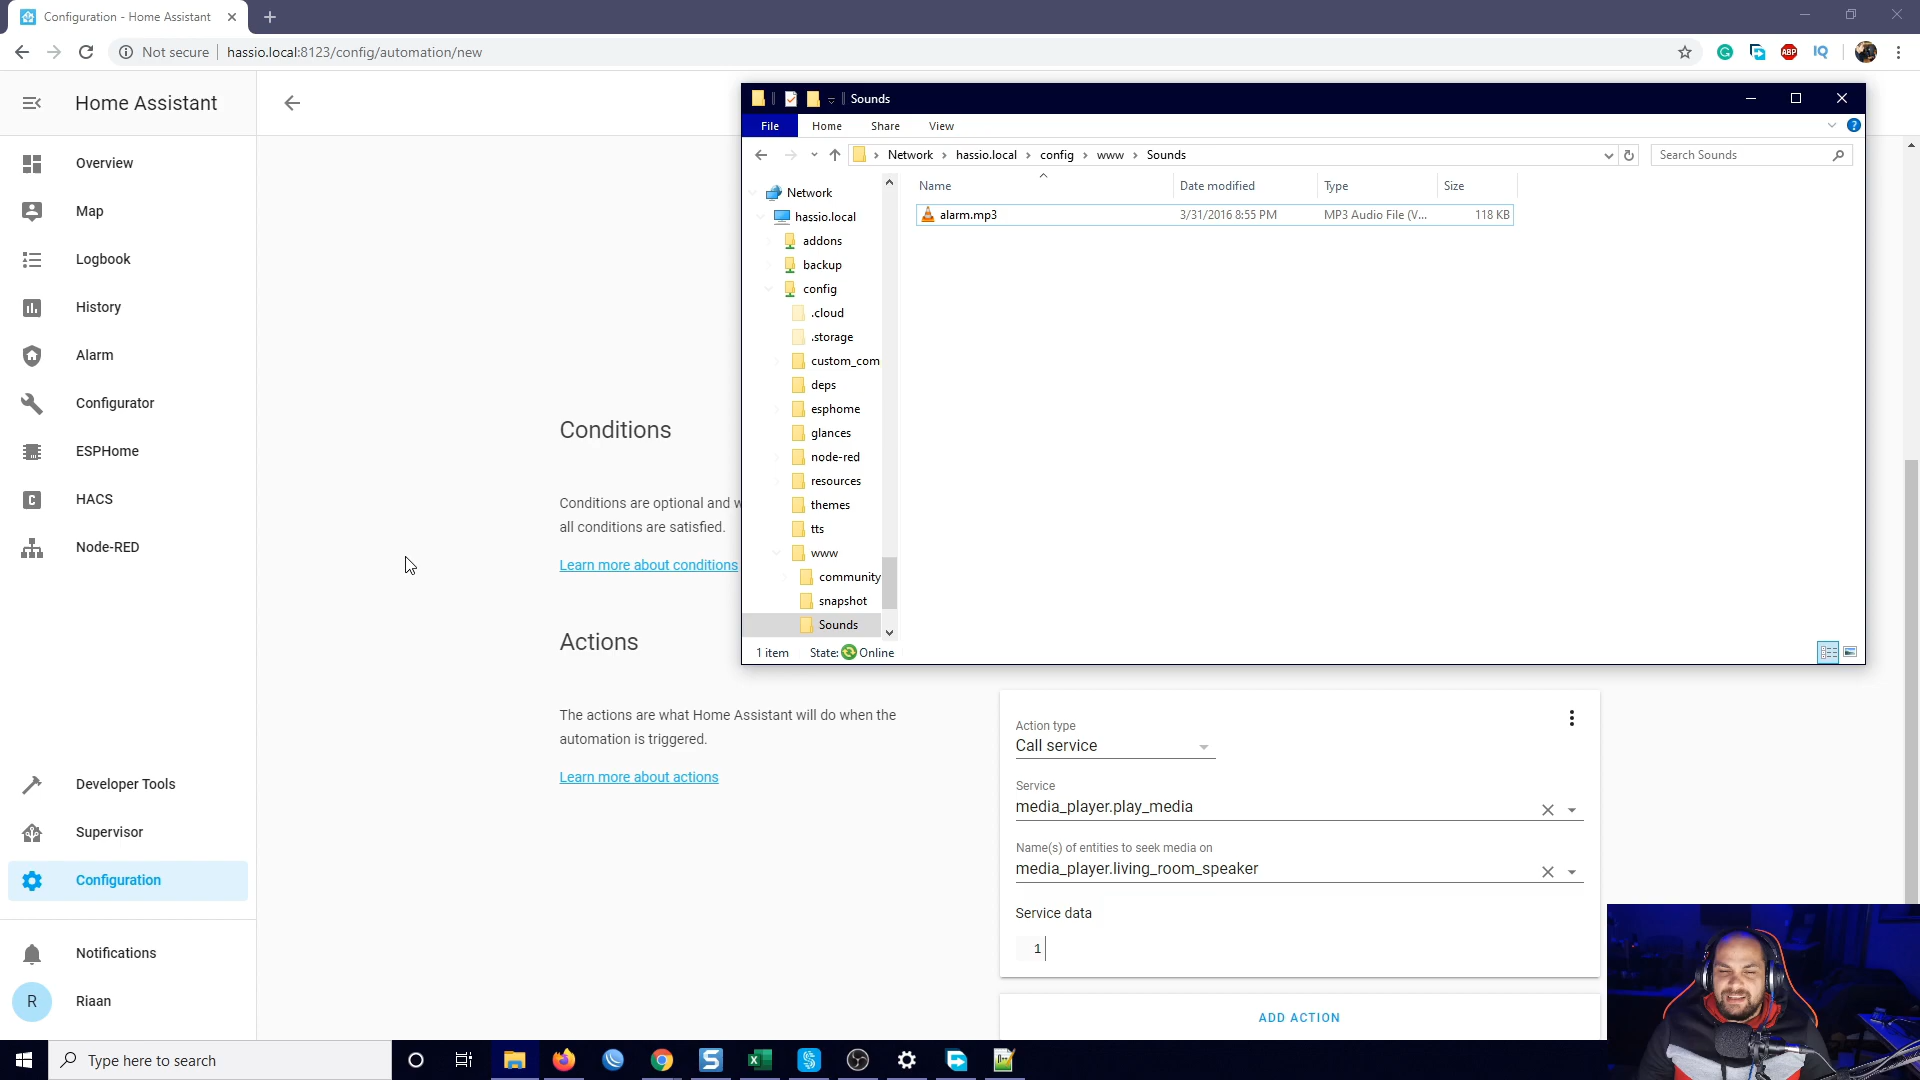 Configuration - Home Assistant
Not secure
hassio.local:8123/config/automation/new
ABP
IQ
Home Assistant
Overview
Map
Logbook
History
Alarm
Configurator
ESPHome
C
HACS
Node-RED
Developer Tools
Supervisor
Configuration
Notifications
R
Riaan
Conditions
Conditions are optional and w
all conditions are satisfied.
Learn more about conditions
Actions
The actions are what Home Assistant will do when the
automation is triggered.
Learn more about actions
Sounds
File
Home
Share
View
?
Network
hassio.local
config
www
Sounds
Search Sounds
Network
hassio.local
addons
backup
config
.cloud
.storage
custom_com
deps
esphome
glances
node-red
resources
themes
tts
www
community
snapshot
Sounds
Name
Date modified
Type
Size
alarm.mp3
3/31/2016 8:55 PM
MP3 Audio File (V...
118 KB
1 item
State:
Online
Action type
Call service
Service
media_player.play_media
Name(s) of entities to seek media on
media_player.living_room_speaker
Service data
1
ADD ACTION
Type here to search